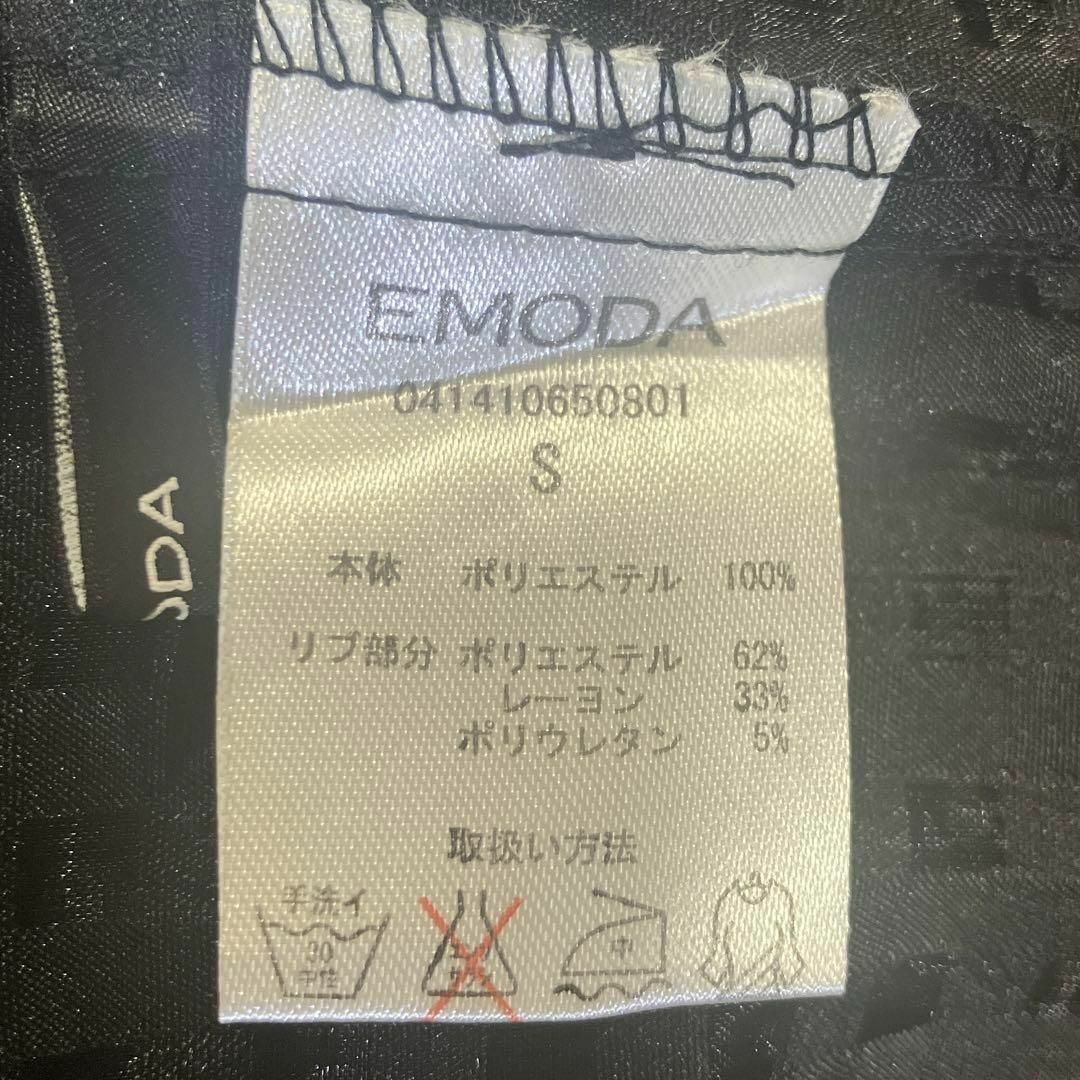 EMODA
041410650801
S
本体 ポリエステル 100%
リブ部分 ポリエステル 62%
レーヨン 33%
ポリウレタン 5%
取扱い方法
手洗イ
30
中性
中
ODA